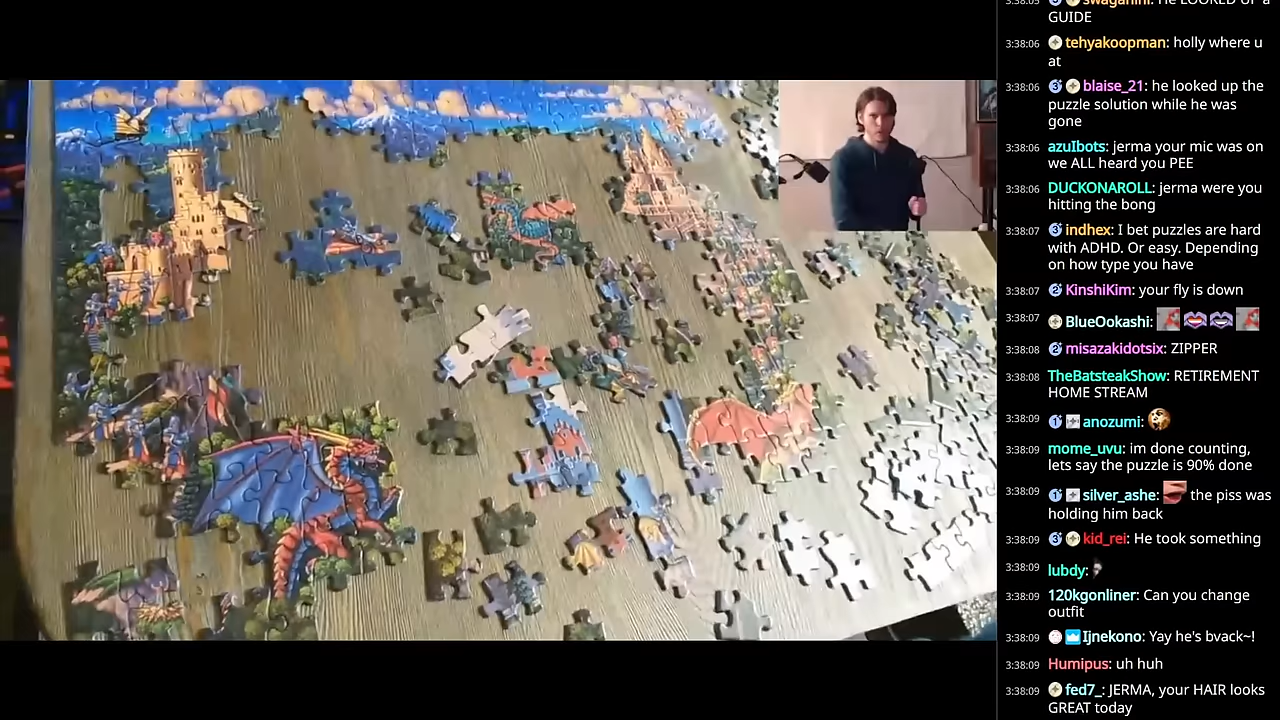 3:38:05 swaganini: He LOOKED UP a
GUIDE
3:38:06 tehyakoopman: holly where u
at
3:38:06 blaise_21: he looked up the
puzzle solution while he was
gone
3:38:06 azulbots: jerma your mic was on
we ALL heard you PEE
3:38:06 DUCKONAROLL: jerma were you
hitting the bong
3:38:07 indhex: I bet puzzles are hard
with ADHD. Or easy. Depending
on how type you have
3:38:07 KinshiKim: your fly is down
3:38:07 BlueOokashi:
3:38:08 misazakidotsix: ZIPPER
3:38:08 TheBatsteakShow: RETIREMENT
HOME STREAM
3:38:09 anozumi:
3:38:09 mome_uvu: im done counting,
lets say the puzzle is 90% done
3:38:09 silver_ashe: the piss was
holding him back
3:38:09 kid_rei: He took something
3:38:09 lubdy:
3:38:09 120kgonliner: Can you change
outfit
3:38:09 Ijnekono: Yay he's bvack~!
3:38:09 Humipus: uh huh
3:38:09 fed7_: JERMA, your HAIR looks
GREAT today